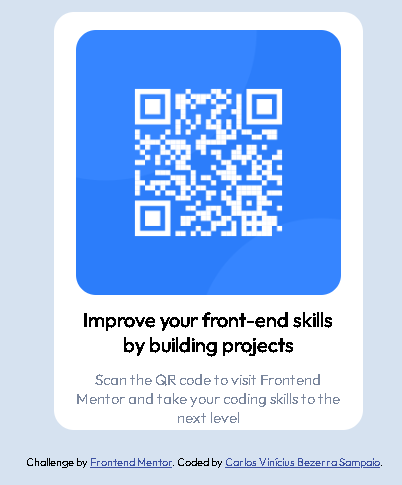 Improve your front-end skills
by building projects
Scan the QR code to visit Frontend
Mentor and take your coding skills to the
next level
Challenge by Frontend Mentor. Coded by Carlos Vinícius Bezerra Sampaio.